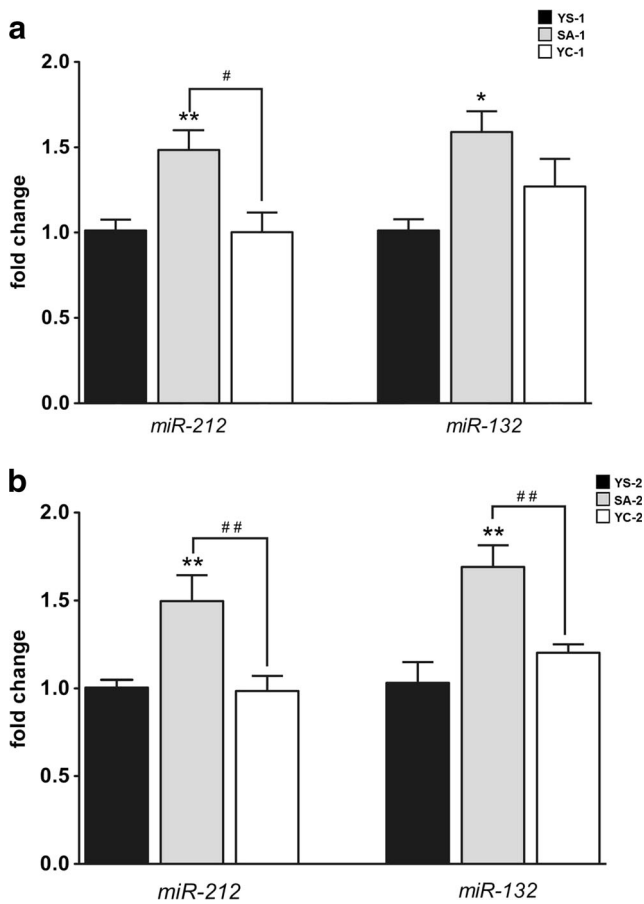 a
YS-1
SA-1
YC-1
fold change
2.0
1.5
1.0
0.5
0.0
**
#
*
miR-212
miR-132
b
YS-2
SA-2
YC-2
fold change
2.0
1.5
1.0
0.5
0.0
**
##
**
##
miR-212
miR-132